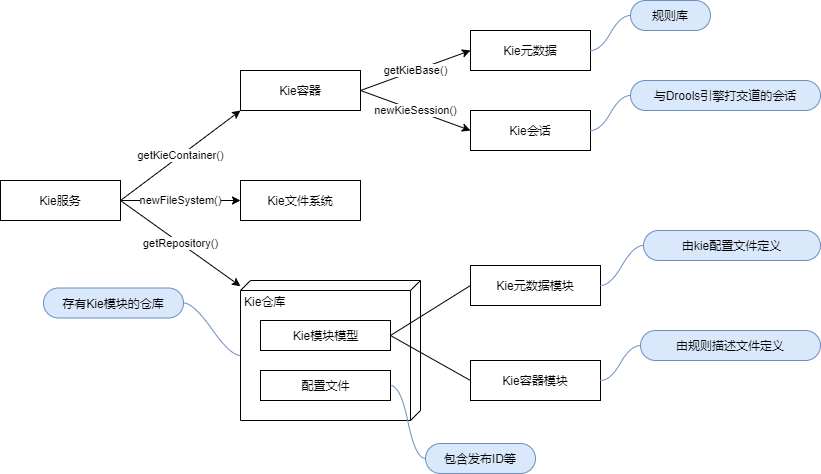 规则库
Kie元数据
getKieBase()
Kie容器
newKieSession()
Kie会话
与Drools引擎打交道的会话
getKieContainer()
Kie服务
newFileSystem()
Kie文件系统
getRepository()
由kie配置文件定义
Kie元数据模块
存有Kie模块的仓库
Kie仓库
Kie模块模型
由规则描述文件定义
配置文件
Kie容器模块
包含发布ID等